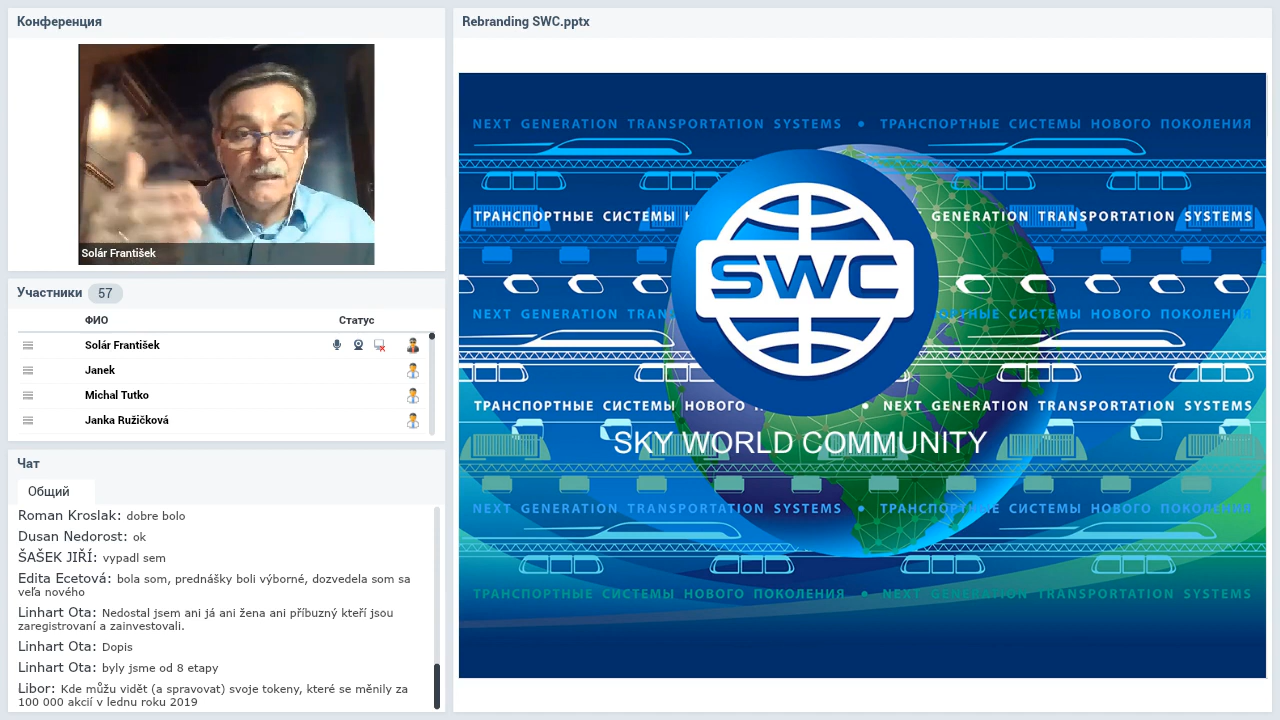 Конференция
Solár František
Участники 57
ФИО Статус
Solár František
Janek
Michal Tutko
Janka Ružičková
Чат
Общий
Roman Kroslak: dobre bolo
Dusan Nedorost: ok
ŠAŠEK JIŘÍ: vypadl sem
Edita Ecetová: bola som, prednášky boli výborné, dozvedela som sa
veľa nového
Linhart Ota: Nedostal jsem ani já ani žena ani příbuzný kteří jsou
zaregistrovaní a zainvestovali.
Linhart Ota: Dopis
Linhart Ota: byly jsme od 8 etapy
Libor: Kde můžu vidět (a spravovat) svoje tokeny, které se měnily za
100 000 akcií v lednu roku 2019
Rebranding SWC.pptx
NEXT GENERATION TRANSPORTATION SYSTEMS • ТРАНСПОРТНЫЕ СИСТЕМЫ НОВОГО ПОКОЛЕНИЯ
ТРАНСПОРТНЫЕ СИСТЕМЫ GENERATION TRANSPORTATION SYSTEMS
SWC
NEXT GENERATION СИСТЕМЫ НОВОГО ПОКОЛЕНИЯ
ТРАНСПОРТНЫЕ СИСТЕМЫ НОВОГО • NEXT GENERATION TRANSPORTATION SYSTEMS
SKY WORLD COMMUNITY
NEXT GENERATION TRANSPORTATION SYSTEMS • ТРАНСПОРТНЫЕ СИСТЕМЫ НОВОГО ПОКОЛЕНИЯ
ТРАНСПОРТНЫЕ СИСТЕМЫ НОВОГО ПОКОЛЕНИЯ • NEXT GENERATION TRANSPORTATION SYSTEMS